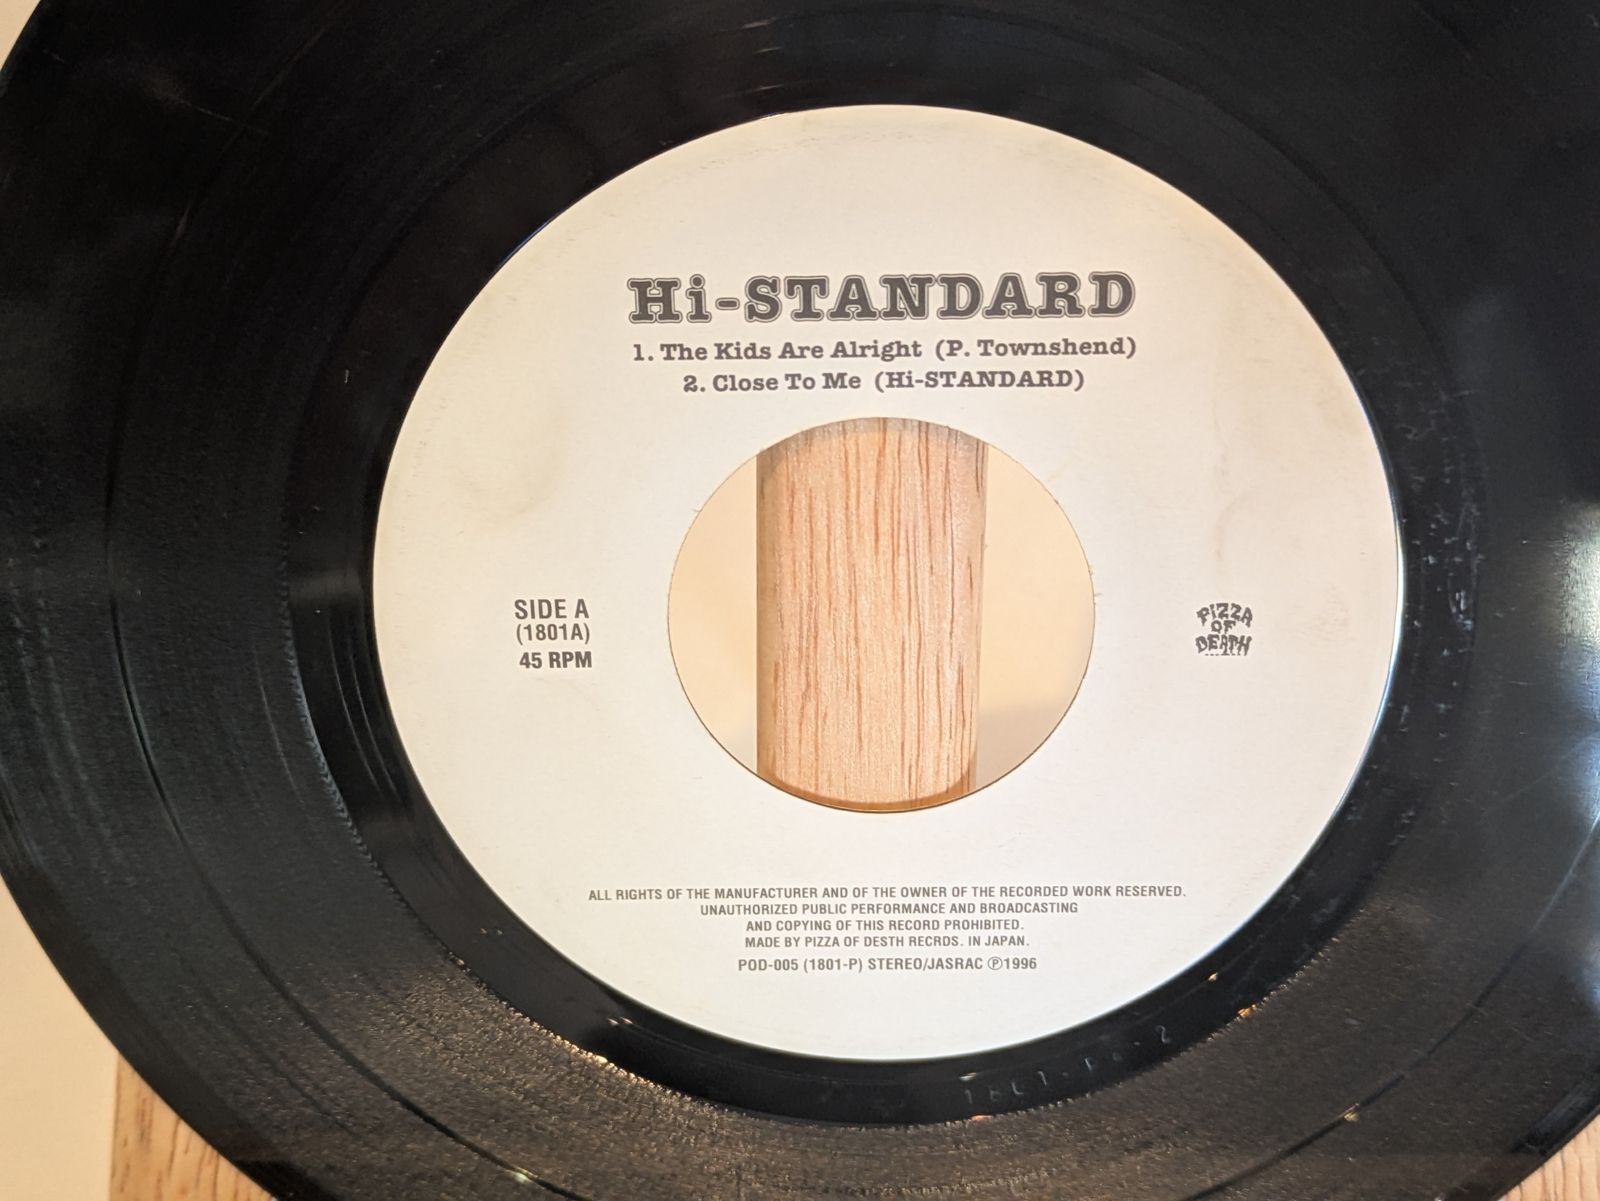 Hi-STANDARD
1. The Kids Are Alright (P. Townshend)
2. Close To Me (Hi-STANDARD)
SIDE A
(1801A)
45 RPM
PIZZA
OF
DEATH
ALL RIGHTS OF THE MANUFACTURER AND OF THE OWNER OF THE RECORDED WORK RESERVED.
UNAUTHORIZED PUBLIC PERFORMANCE AND BROADCASTING
AND COPYING OF THIS RECORD PROHIBITED.
MADE BY PIZZA OF DESTH RECRDS. IN JAPAN.
POD-005 (1801-P) STEREO/JASRAC ℗1996